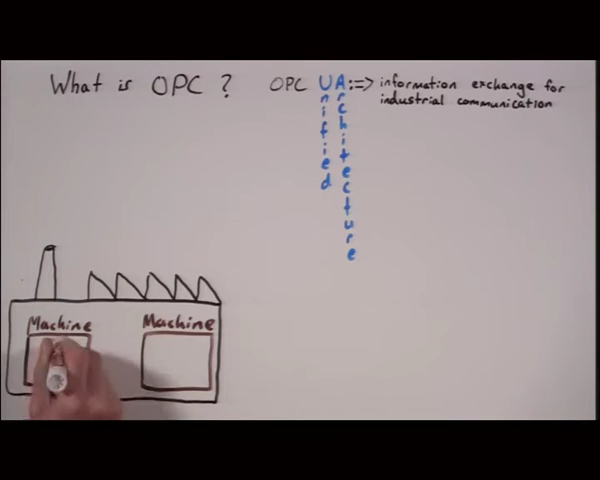 What is OPC ?
OPC UA :=> information exchange for
industrial communication
Unified
Architecture
Machine
Machine